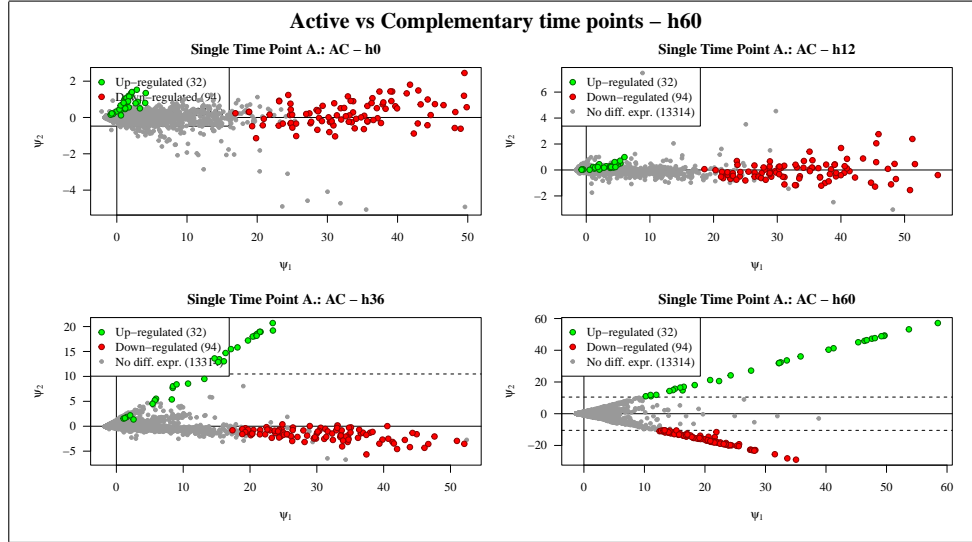 Active vs Complementary time points – h60
Single Time Point A.: AC – h0
Up-regulated (32)
Down-regulated (94)
2
0
−2
−4
ψ2
0
10
20
30
40
50
ψ1
Single Time Point A.: AC – h12
Up-regulated (32)
Down-regulated (94)
No diff. expr. (13314)
6
4
2
0
−2
ψ2
0
10
20
30
40
50
ψ1
Single Time Point A.: AC – h36
Up-regulated (32)
Down-regulated (94)
No diff. expr. (13314)
20
15
10
5
0
−5
ψ2
0
10
20
30
40
50
ψ1
Single Time Point A.: AC – h60
Up-regulated (32)
Down-regulated (94)
No diff. expr. (13314)
60
40
20
0
−20
ψ2
0
10
20
30
40
50
60
ψ1